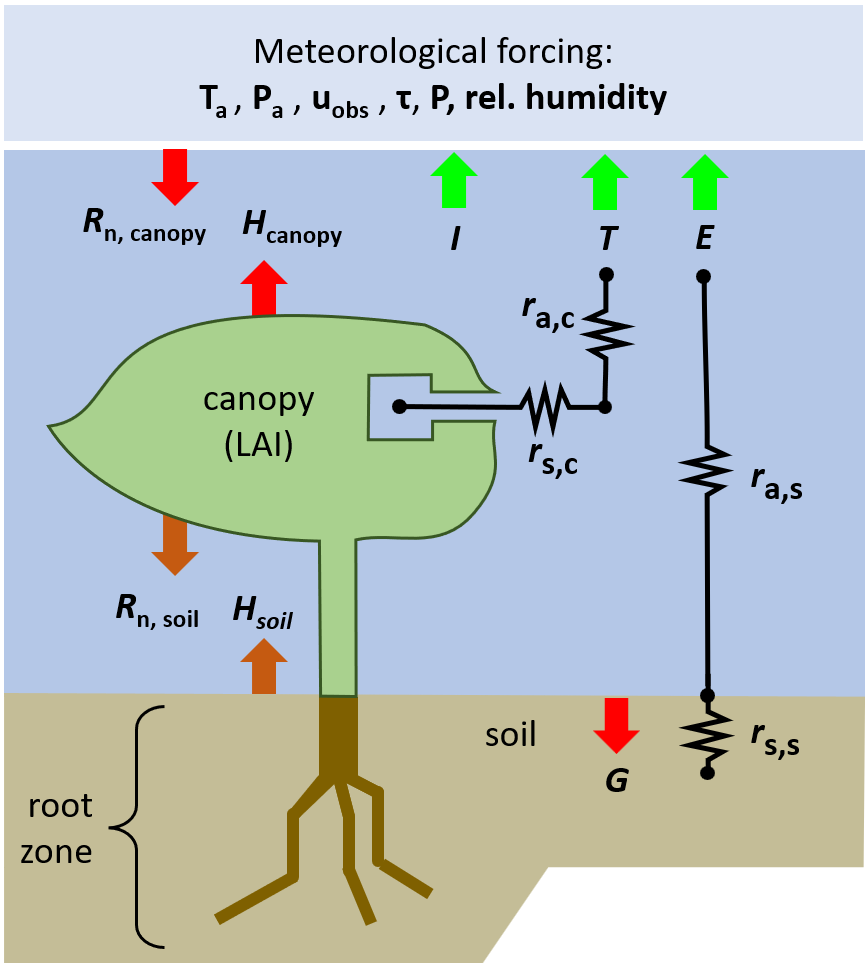 Meteorological forcing:
Ta , Pa , uobs , τ, P, rel. humidity
Rn, canopy
Hcanopy
I
T
E
ra,c
canopy
(LAI)
rs,c
ra,s
Rn, soil
Hsoil
soil
rs,s
G
root
zone